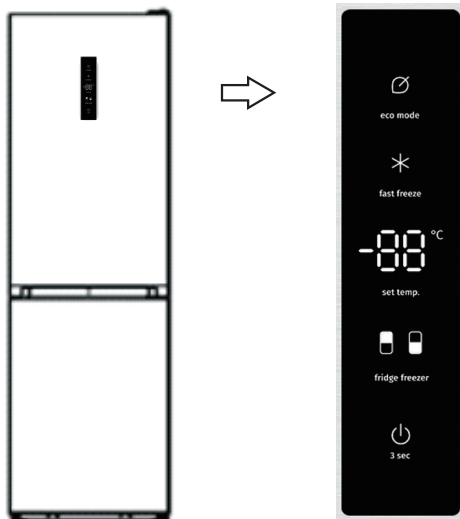 eco mode
fast freeze
-88 °C
set temp.
fridge freezer
3 sec